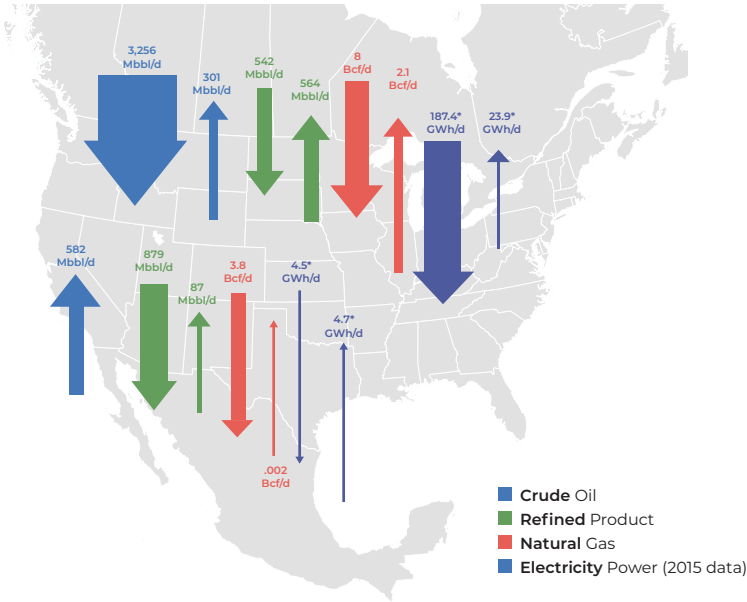 3,256
Mbbl/d
301
Mbbl/d
542
Mbbl/d
564
Mbbl/d
8
Bcf/d
2.1
Bcf/d
187.4*
GWh/d
23.9*
GWh/d
582
Mbbl/d
879
Mbbl/d
87
Mbbl/d
3.8
Bcf/d
4.5*
GWh/d
4.7*
GWh/d
.002
Bcf/d
Crude Oil
Refined Product
Natural Gas
Electricity Power (2015 data)